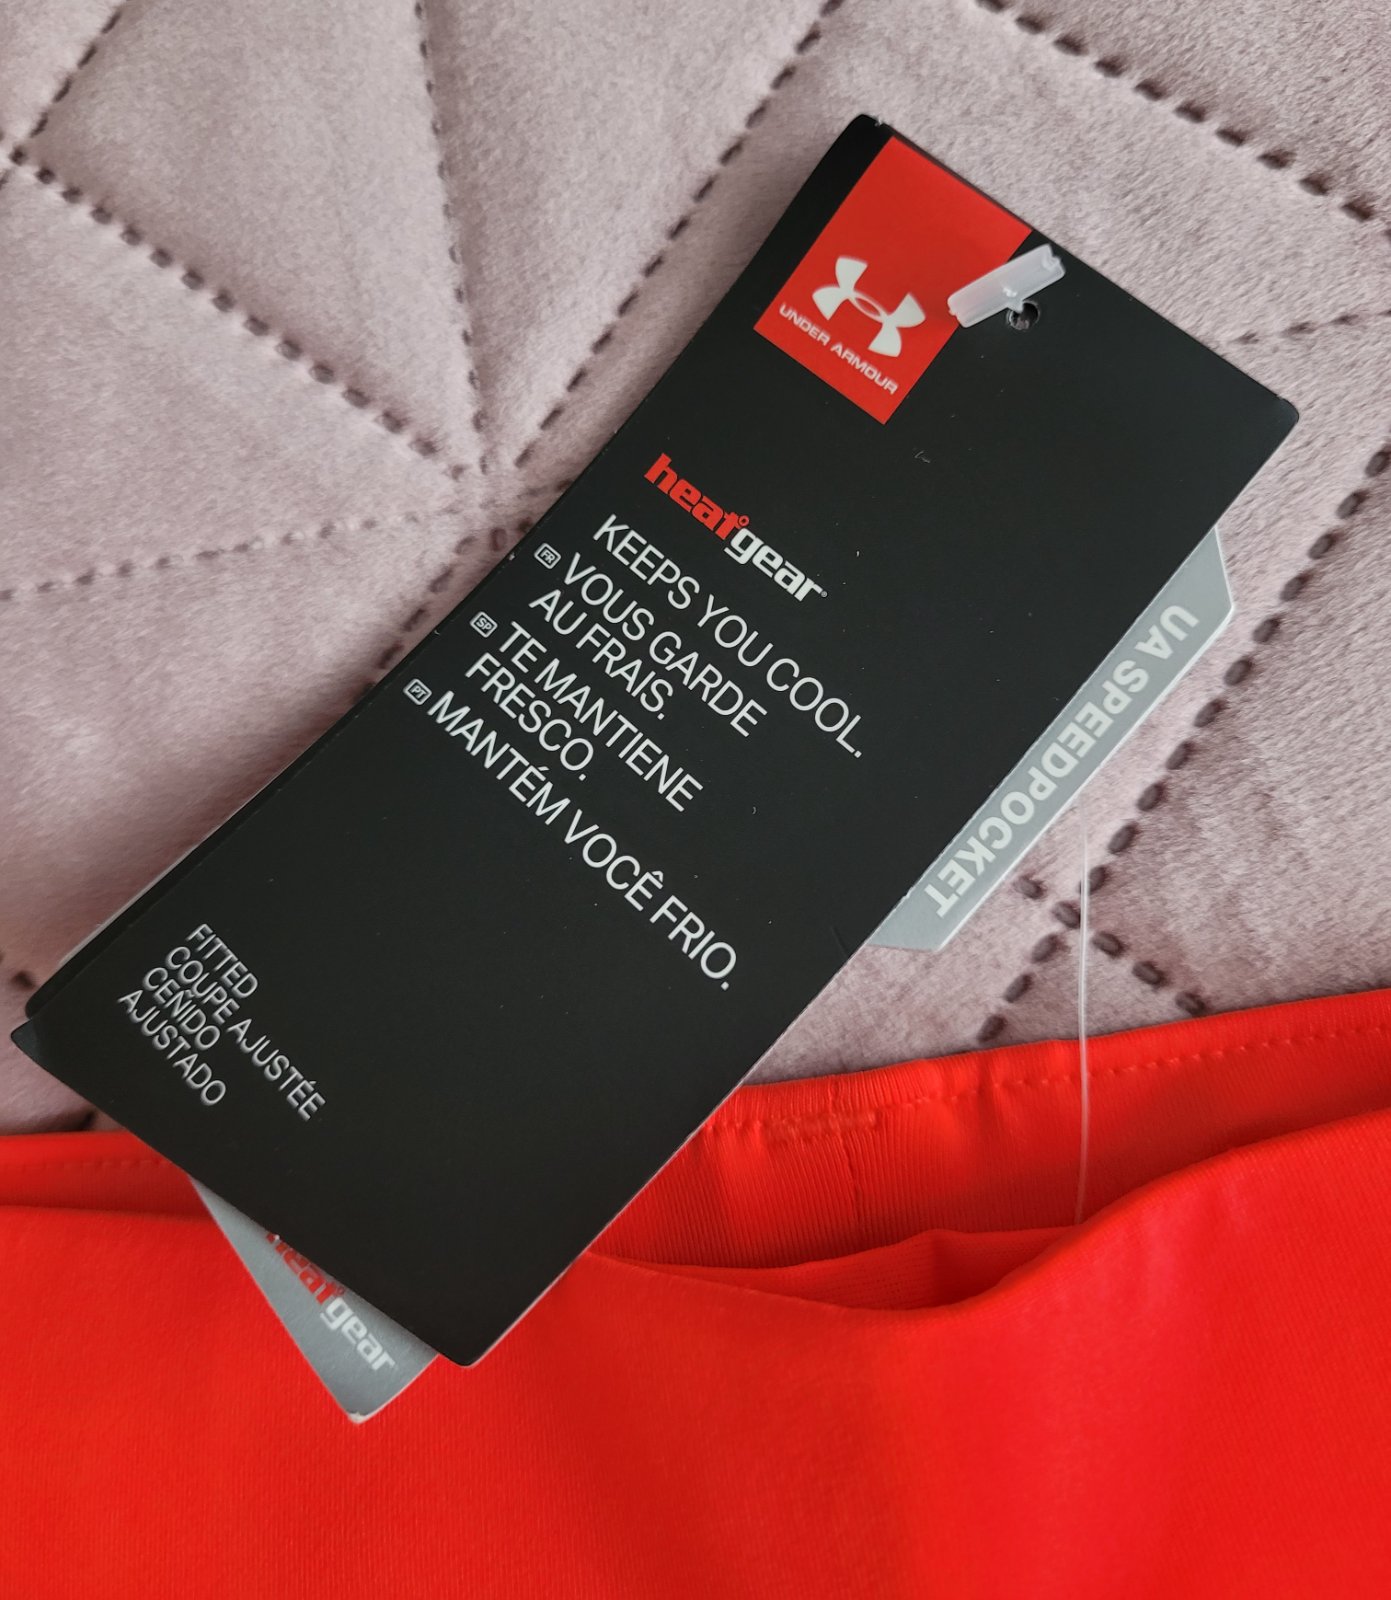 UNDER ARMOUR
heatgear
KEEPS YOU COOL.
FR VOUS GARDE
AU FRAIS.
SP TE MANTIENE
FRESCO.
PT MANTÉM VOCÊ FRIO.
FITTED
COUPE AJUSTÉE
CEÑIDO
AJUSTADO
UA SPEEDPOCKET
heatgear